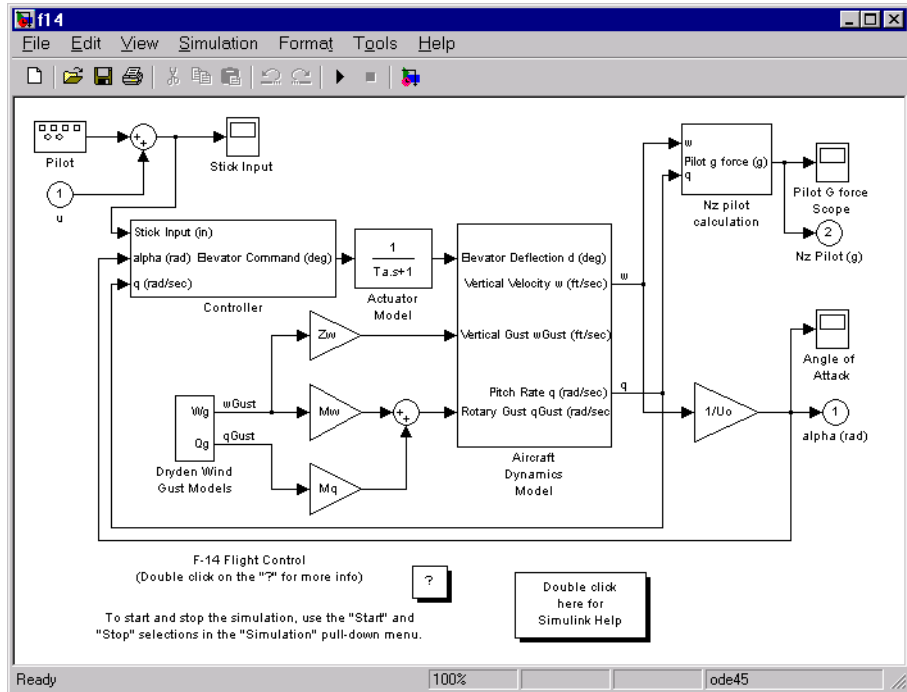 f14
File Edit View Simulation Format Tools Help
Pilot
+
+
Stick Input
1
u
w
Pilot g force (g)
q
Nz pilot
calculation
Pilot G force
Scope
2
Nz Pilot (g)
Stick Input (in)
alpha (rad) Elevator Command (deg)
q (rad/sec)
Controller
1
Ta.s+1
Actuator
Model
Elevator Deflection d (deg)
Vertical Velocity w (ft/sec)
Vertical Gust wGust (ft/sec)
Pitch Rate q (rad/sec)
Rotary Gust qGust (rad/sec
Aircraft
Dynamics
Model
w
q
Zw
Mw
Mq
+
+
Wg
Qg
wGust
qGust
Dryden Wind
Gust Models
1/Uo
Angle of
Attack
1
alpha (rad)
F-14 Flight Control
(Double click on the "?" for more info)
?
To start and stop the simulation, use the "Start" and
"Stop" selections in the "Simulation" pull-down menu.
Double click
here for
Simulink Help
Ready 100% ode45